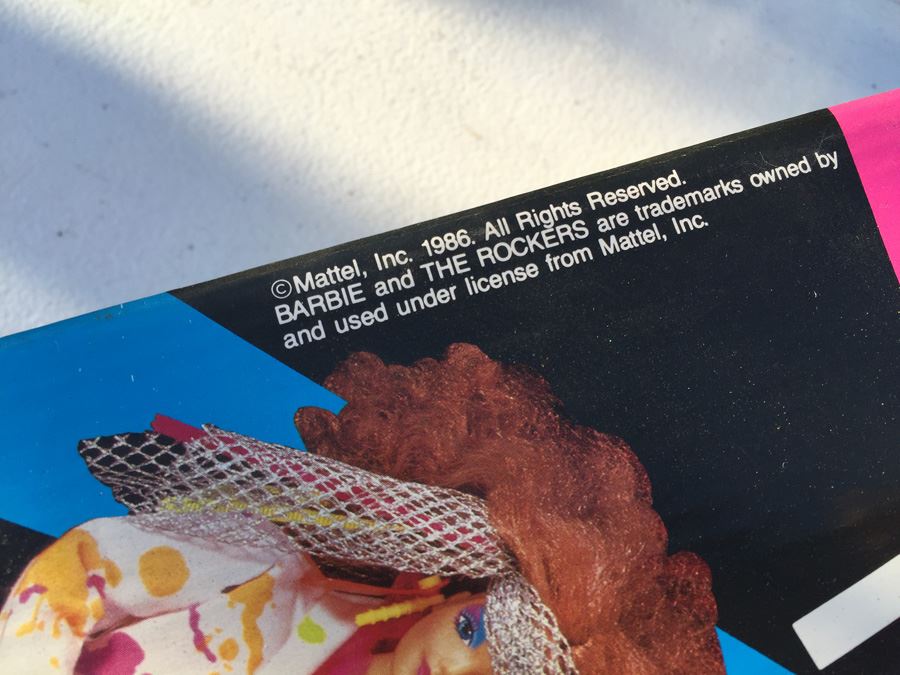 ©Mattel, Inc. 1986. All Rights Reserved.
BARBIE and THE ROCKERS are trademarks owned by
and used under license from Mattel, Inc.